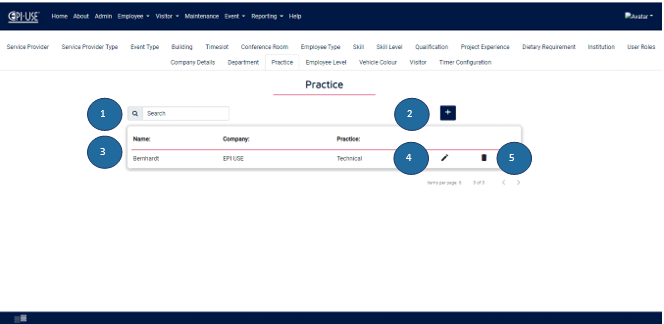 EPI-USE Home About Admin Employee Visitor Maintenance Event Reporting Help Avatar
Service Provider Service Provider Type Event Type Building Timeslot Conference Room Employee Type Skill Skill Level Qualification Project Experience Dietary Requirement Institution User Roles
Company Details Department Practice Employee Level Vehicle Colour Visitor Timer Configuration
Practice
1 Search 2 +
Name: Company: Practice:
3 Bernhardt EPI USE Technical 4 5
Items per page: 5